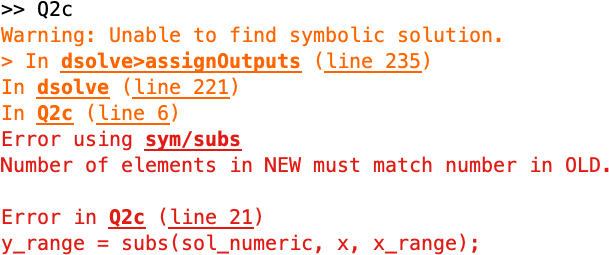 >> Q2c
Warning: Unable to find symbolic solution.
> In dsolve>assignOutputs (line 235)
In dsolve (line 221)
In Q2c (line 6)
Error using sym/subs
Number of elements in NEW must match number in OLD.
Error in Q2c (line 21)
y_range = subs(sol_numeric, x, x_range);